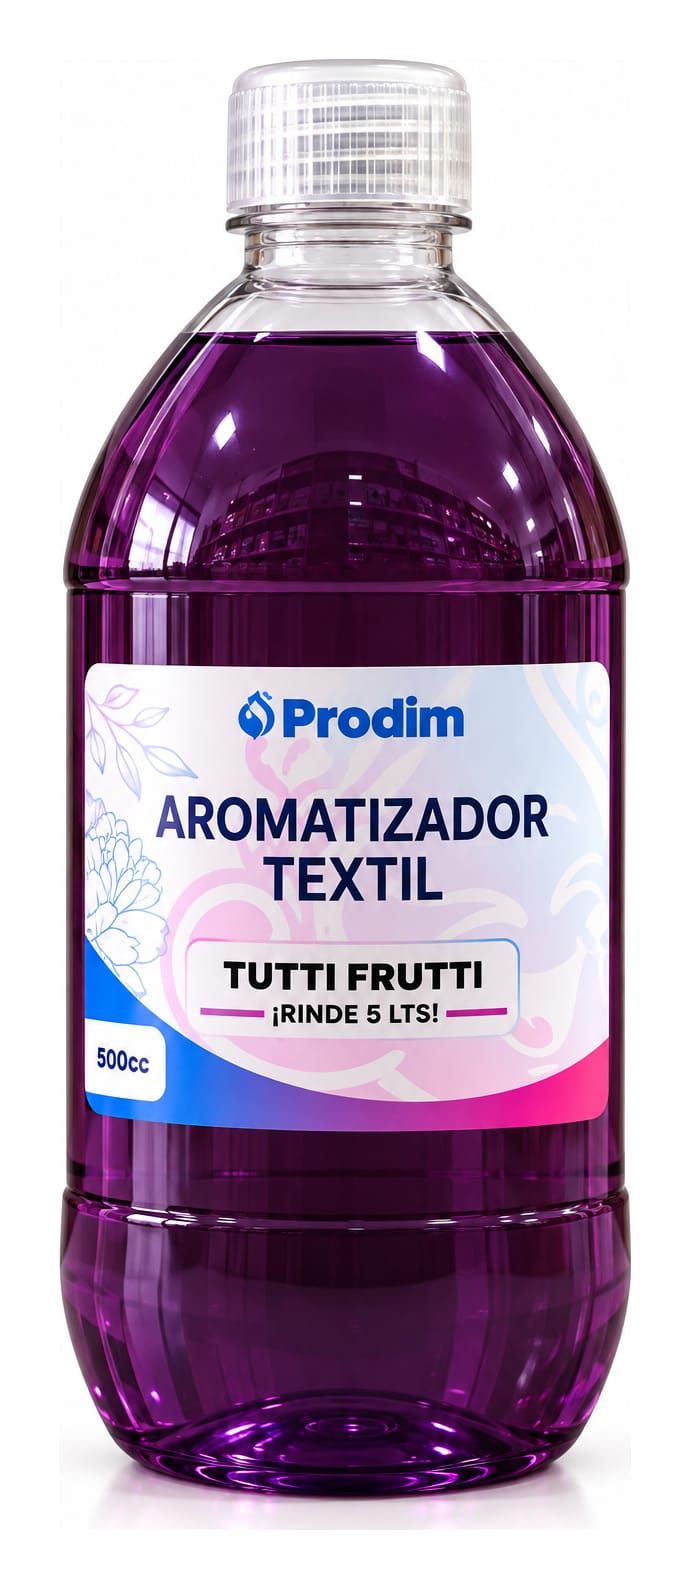 Prodim
AROMATIZADOR
TEXTIL
TUTTI FRUTTI
¡RINDE 5 LTS!
500cc